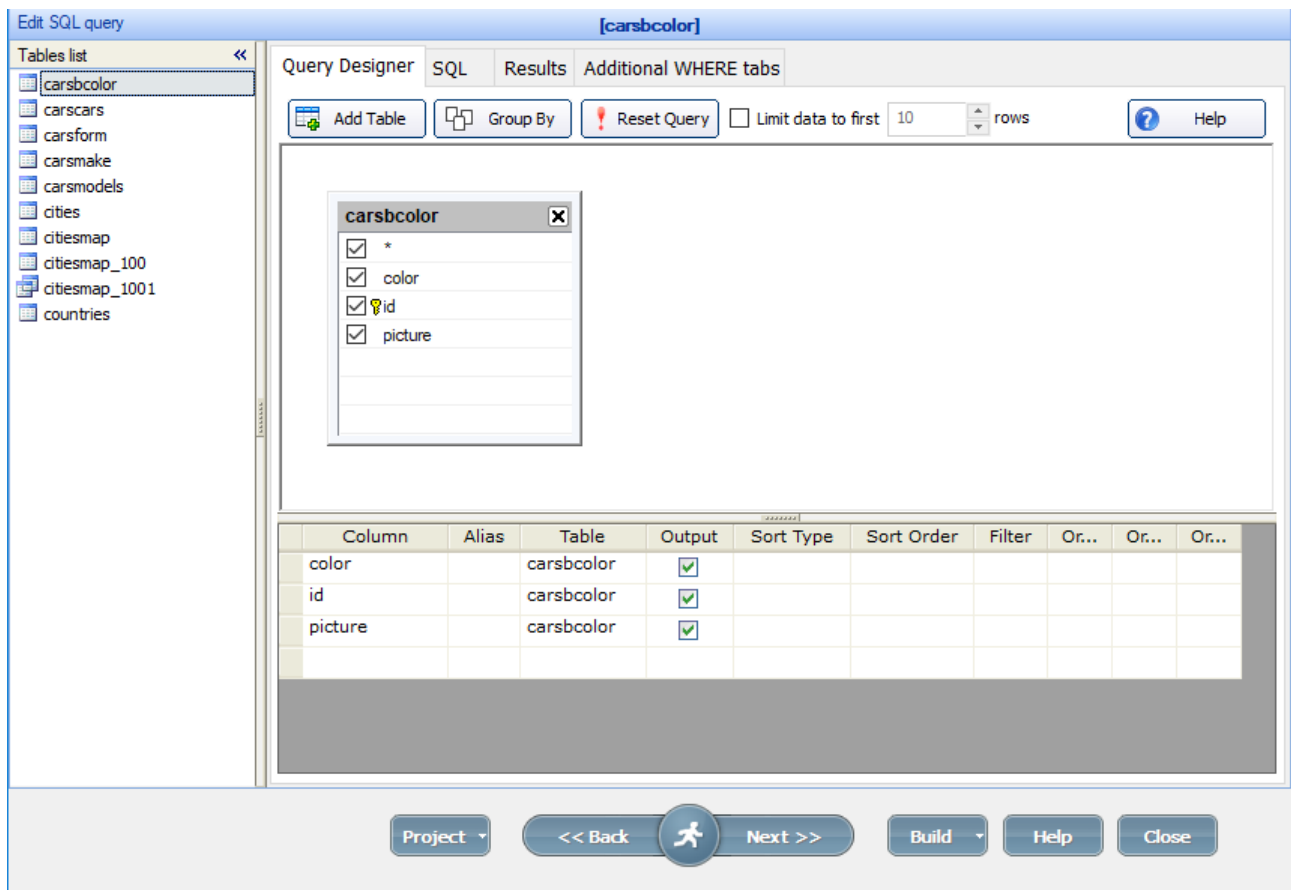 Edit SQL query
[carsbcolor]
Tables list «
carsbcolor
carscars
carsform
carsmake
carsmodels
cities
citiesmap
citiesmap_100
citiesmap_1001
countries
Query Designer SQL Results Additional WHERE tabs
Add Table Group By Reset Query Limit data to first 10 rows Help
carsbcolor
*
color
id
picture
Column Alias Table Output Sort Type Sort Order Filter Or... Or... Or...
color carsbcolor
id carsbcolor
picture carsbcolor
Project << Back Next >> Build Help Close